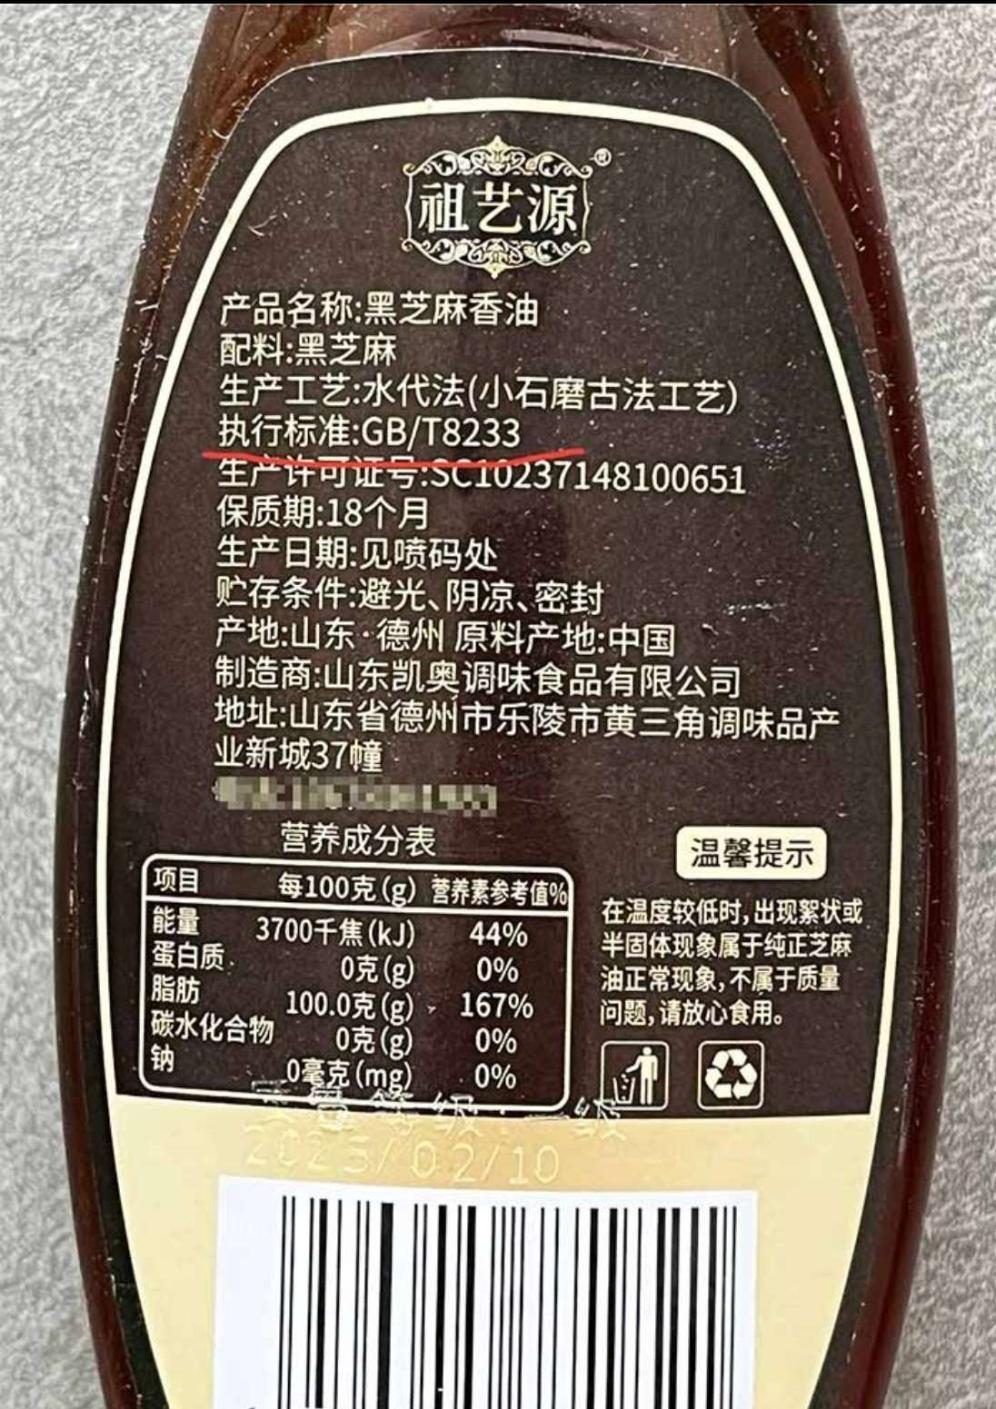 祖艺源®
产品名称:黑芝麻香油
配料:黑芝麻
生产工艺:水代法(小石磨古法工艺)
执行标准:GB/T8233
生产许可证号:SC10237148100651
保质期:18个月
生产日期:见喷码处
贮存条件:避光、阴凉、密封
产地:山东·德州 原料产地:中国
制造商:山东凯奥调味食品有限公司
地址:山东省德州市乐陵市黄三角调味品产
业新城37幢
营养成分表
项目 每100克(g) 营养素参考值%
能量 3700千焦(kJ) 44%
蛋白质 0克(g) 0%
脂肪 100.0克(g) 167%
碳水化合物 0克(g) 0%
钠 0毫克(mg) 0%
温馨提示
在温度较低时,出现絮状或
半固体现象属于纯正芝麻
油正常现象,不属于质量
问题,请放心食用。
质量等级:一级
2025/02/10